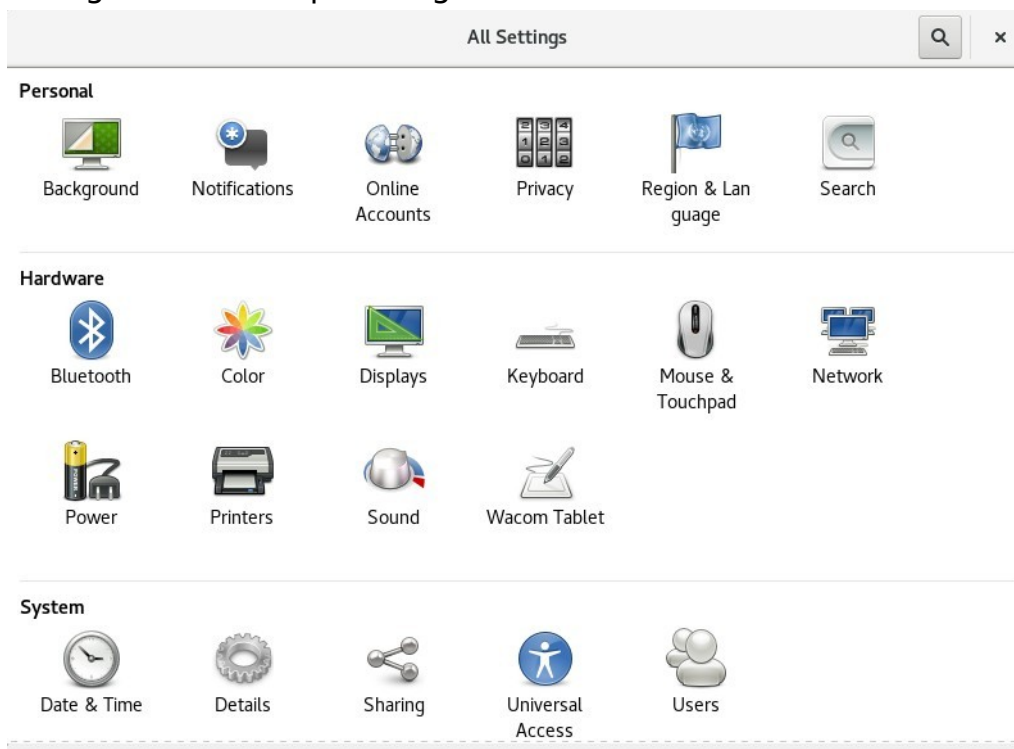 All Settings
Personal
Background Notifications Online Accounts Privacy Region & Lan guage Search
Hardware
Bluetooth Color Displays Keyboard Mouse & Touchpad Network
Power Printers Sound Wacom Tablet
System
Date & Time Details Sharing Universal Access Users